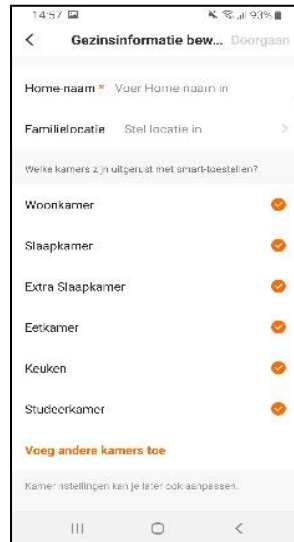 14:57 93%
Gezinsinformatie bew... Doorgaan
Home-naam * Voer Home-naam in
Familielocatie Stel locatie in
Welke kamers zijn uitgerust met smart-toestellen?
Woonkamer
Slaapkamer
Extra Slaapkamer
Eetkamer
Keuken
Studeerkamer
Voeg andere kamers toe
Kamerinstellingen kan je later ook aanpassen.